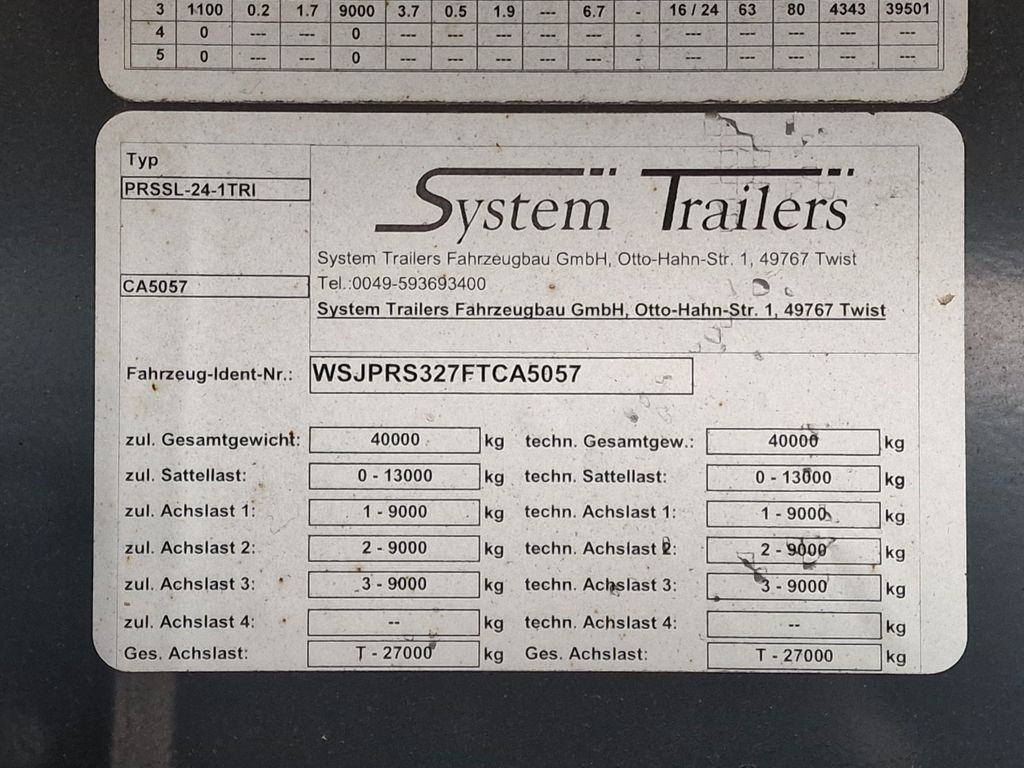 3 1100 0.2 1.7 9000 3.7 0.5 1.9 --- 6.7 - 16 / 24 63 80 4343 39501
4 0 --- --- 0 --- --- --- --- --- - --- --- --- --- ---
5 0 --- --- 0 --- --- --- --- --- - --- --- --- --- ---
Typ
PRSSL-24-1TRI
System Trailers
System Trailers Fahrzeugbau GmbH, Otto-Hahn-Str. 1, 49767 Twist
Tel.:0049-593693400
CA5057
System Trailers Fahrzeugbau GmbH, Otto-Hahn-Str. 1, 49767 Twist
Fahrzeug-Ident-Nr.: WSJPRS327FTCA5057
zul. Gesamtgewicht: 40000 kg techn. Gesamtgew.: 40000 kg
zul. Sattellast: 0 - 13000 kg techn. Sattellast: 0 - 13000 kg
zul. Achslast 1: 1 - 9000 kg techn. Achslast 1: 1 - 9000 kg
zul. Achslast 2: 2 - 9000 kg techn. Achslast 2: 2 - 9000 kg
zul. Achslast 3: 3 - 9000 kg techn. Achslast 3: 3 - 9000 kg
zul. Achslast 4: -- kg techn. Achslast 4: -- kg
Ges. Achslast: T - 27000 kg Ges. Achslast: T - 27000 kg